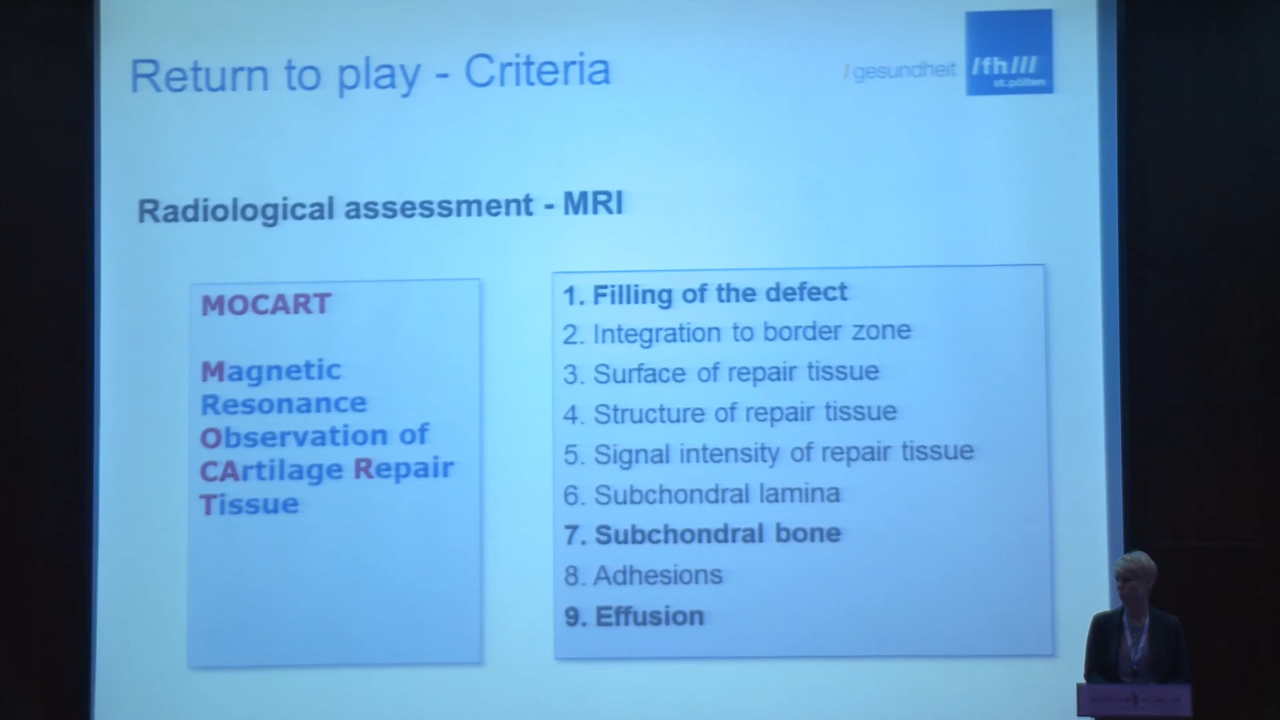 Return to play - Criteria
/gesundheit
/fh///
st.pölten
Radiological assessment - MRI
MOCART
Magnetic
Resonance
Observation of
CArtilage Repair
Tissue
1. Filling of the defect
2. Integration to border zone
3. Surface of repair tissue
4. Structure of repair tissue
5. Signal intensity of repair tissue
6. Subchondral lamina
7. Subchondral bone
8. Adhesions
9. Effusion